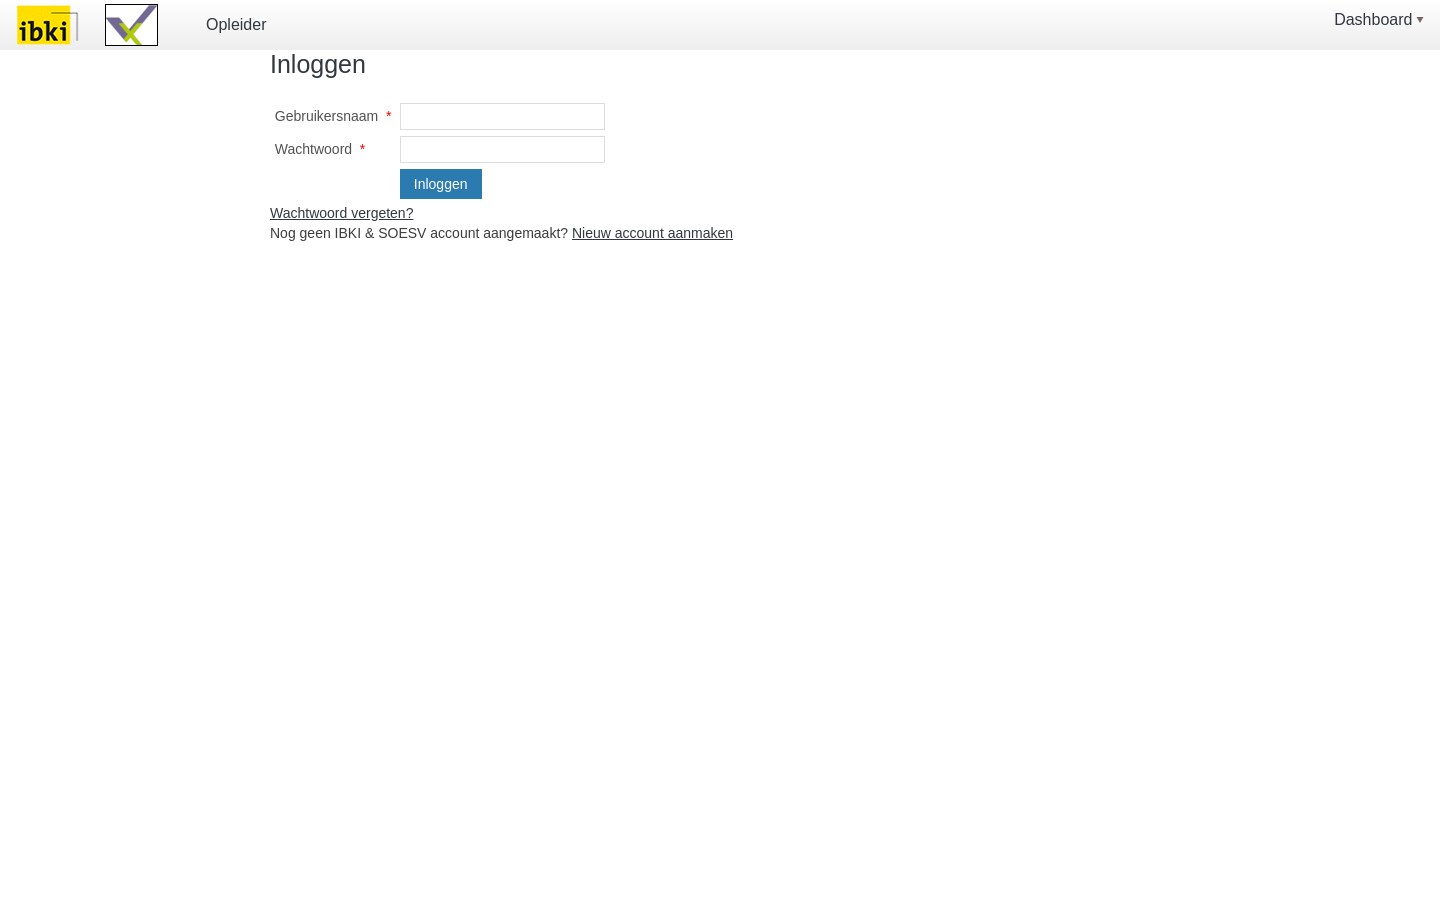 ibki
Opleider
Dashboard
Inloggen
Gebruikersnaam *
Wachtwoord *
Inloggen
Wachtwoord vergeten?
Nog geen IBKI & SOESV account aangemaakt? Nieuw account aanmaken